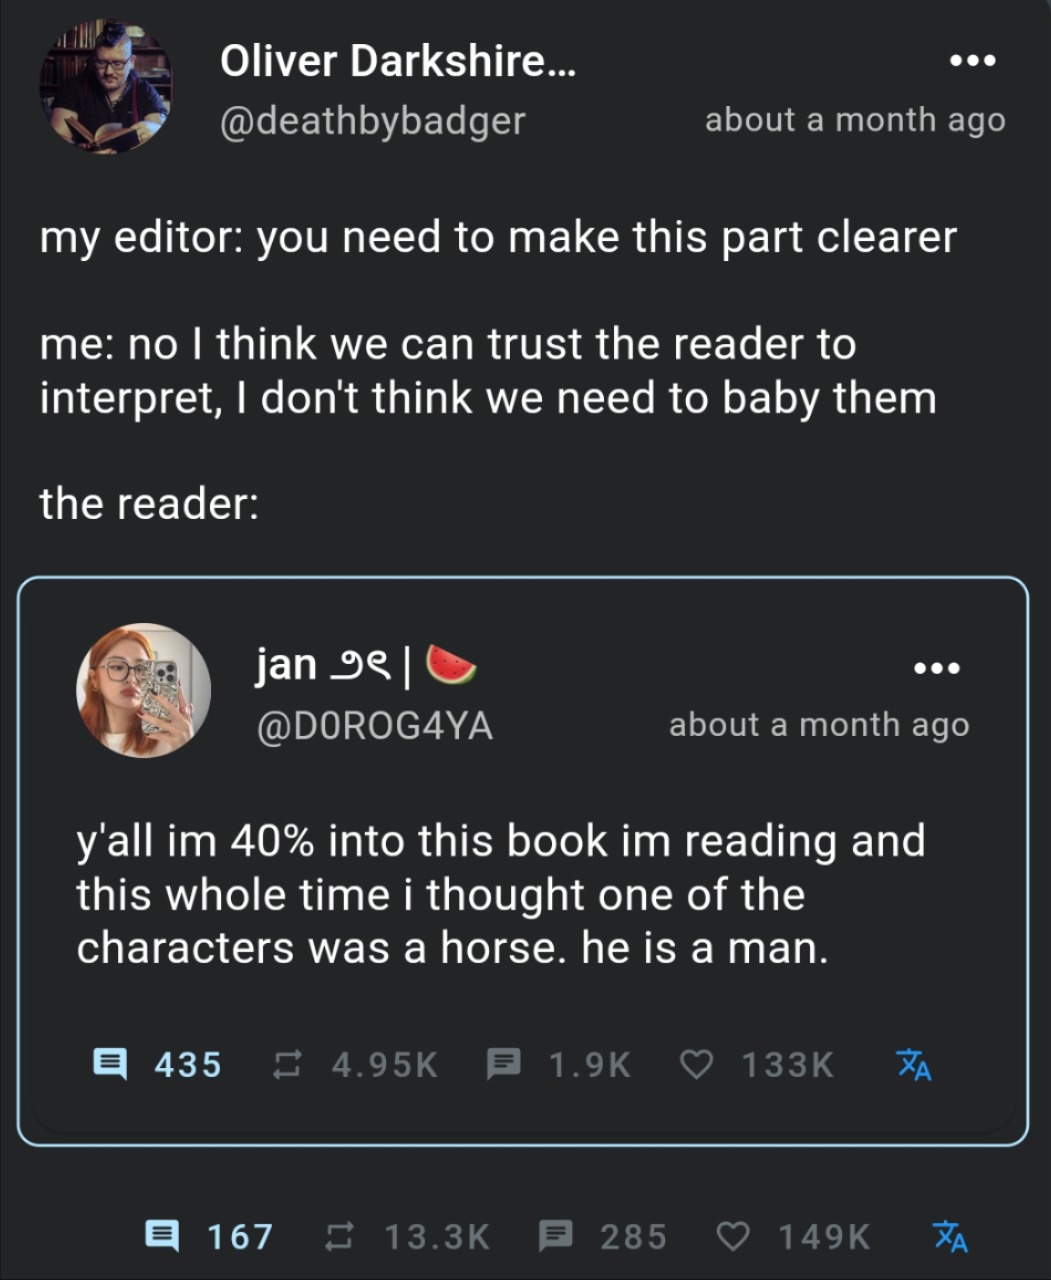 Oliver Darkshire...
@deathbybadger
about a month ago
my editor: you need to make this part clearer
me: no I think we can trust the reader to
interpret, I don't think we need to baby them
the reader:
jan ୨ৎ | 🍉
@D0ROG4YA
about a month ago
y'all im 40% into this book im reading and
this whole time i thought one of the
characters was a horse. he is a man.
435 4.95K 1.9K 133K
167 13.3K 285 149K